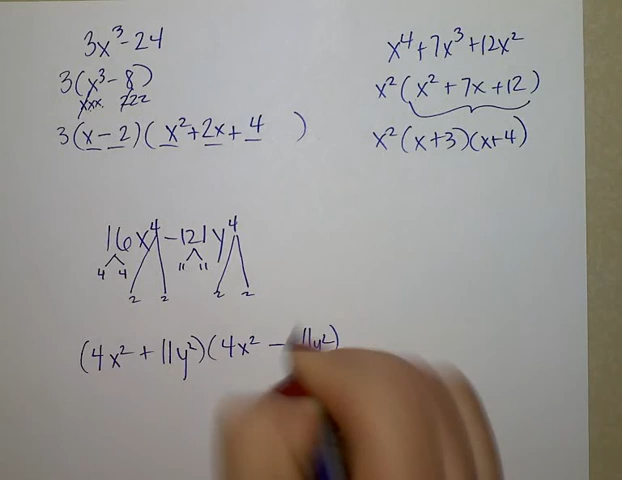 3x³-24
3(x³-8)
xxx. 222
3(x-2)(x²+2x+4 )
x⁴+7x³+12x²
x²(x²+7x+12)
x²(x+3)(x+4)
16x⁴-121y⁴
4 4 2 2 11 11 2 2
(4x²+11y²)(4x²-11y²)